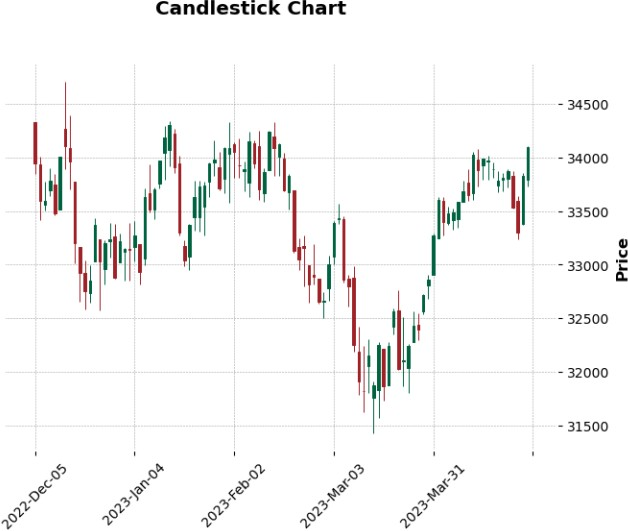 Candlestick Chart
34500
34000
33500
33000
32500
32000
31500
Price
2022-Dec-05
2023-Jan-04
2023-Feb-02
2023-Mar-03
2023-Mar-31